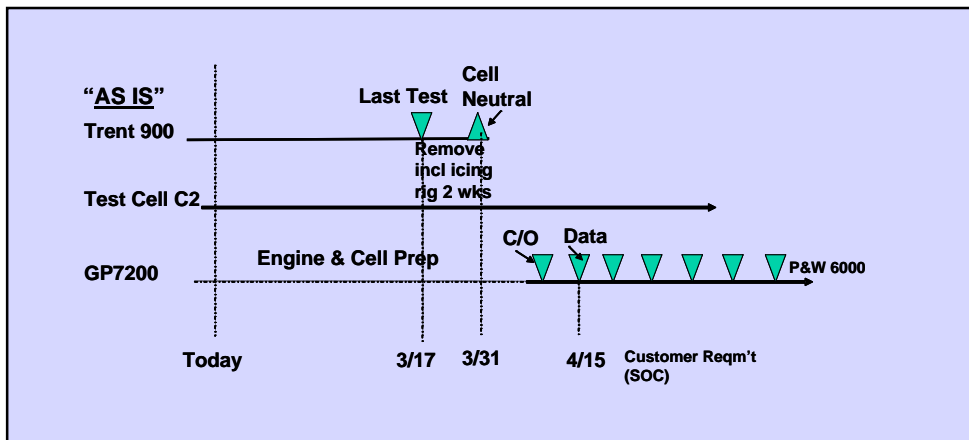 “AS IS”
Trent 900
Last Test
Cell
Neutral
Remove
incl icing
rig 2 wks
Test Cell C2
C/O
Data
Engine & Cell Prep
GP7200
P&W 6000
Today
3/17
3/31
4/15
Customer Reqm't
(SOC)